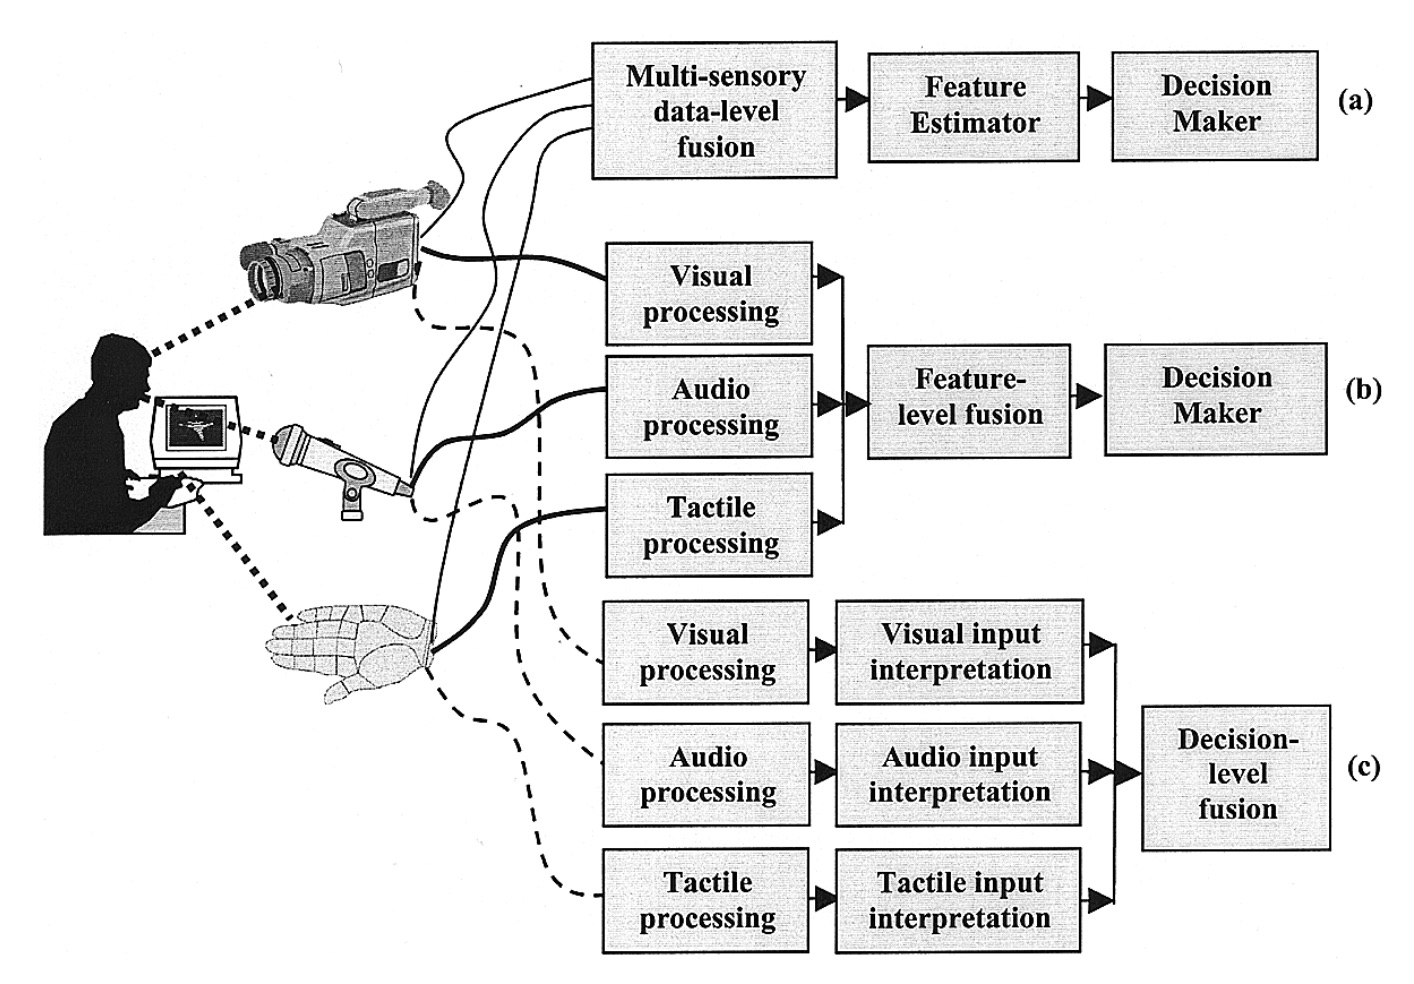 Multi-sensory
data-level
fusion
Feature
Estimator
Decision
Maker
(a)
Visual
processing
Audio
processing
Tactile
processing
Feature-
level fusion
Decision
Maker
(b)
Visual
processing
Visual input
interpretation
Audio
processing
Audio input
interpretation
Tactile
processing
Tactile input
interpretation
Decision-
level
fusion
(c)